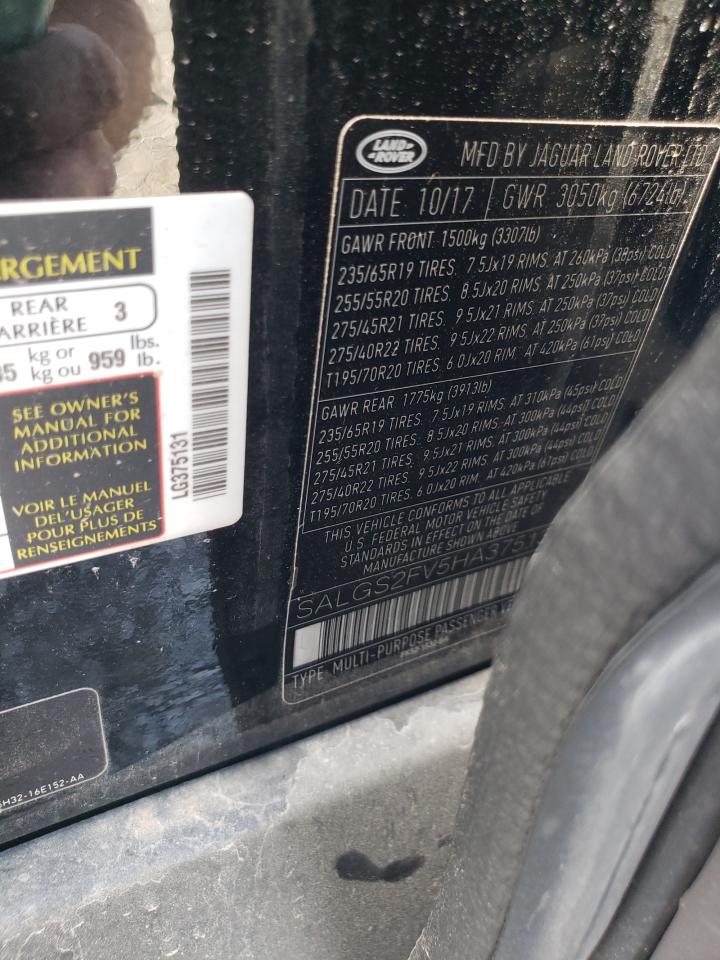 RGEMENT
REAR
ARRIÈRE 3
35 kg or
kg ou 959 lbs.
lb.
SEE OWNER'S
MANUAL FOR
ADDITIONAL
INFORMATION
VOIR LE MANUEL
DEL'USAGER
POUR PLUS DE
RENSEIGNEMENTS
LG375131
LAND
ROVER
MFD BY JAGUAR LAND ROVER LTD
DATE 10/17 GWR 3050kg (6724lb)
GAWR FRONT 1500kg (3307lb)
235/65R19 TIRES, 7.5Jx19 RIMS, AT 260kPa (38psi) COLD
255/55R20 TIRES, 8.5Jx20 RIMS, AT 250kPa (37psi) COLD
275/45R21 TIRES, 9.5Jx21 RIMS, AT 250kPa (37psi) COLD
275/40R22 TIRES, 9.5Jx22 RIMS, AT 250kPa (37psi) COLD
T195/70R20 TIRES, 6.0Jx20 RIM, AT 420kPa (61psi) COLD
GAWR REAR 1775kg (3913lb)
235/65R19 TIRES, 7.5Jx19 RIMS, AT 310kPa (45psi) COLD
255/55R20 TIRES, 8.5Jx20 RIMS, AT 300kPa (44psi) COLD
275/45R21 TIRES, 9.5Jx21 RIMS, AT 300kPa (44psi) COLD
275/40R22 TIRES, 9.5Jx22 RIMS, AT 300kPa (44psi) COLD
T195/70R20 TIRES, 6.0Jx20 RIM, AT 420kPa (61psi) COLD
THIS VEHICLE CONFORMS TO ALL APPLICABLE
U.S. FEDERAL MOTOR VEHICLE SAFETY
STANDARDS IN EFFECT ON THE DATE OF
MANUFACTURE SHOWN ABOVE.
SALGS2FV5HA3751
TYPE MULTI-PURPOSE PASSENGER VE
H32-16E152-AA